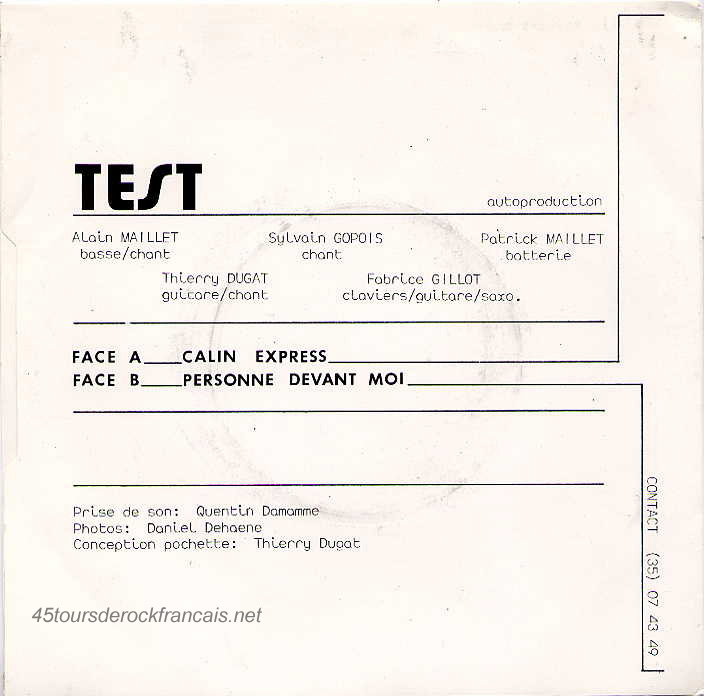 TEST
autoproduction
Alain MAILLET Sylvain GOPOIS Patrick MAILLET
basse/chant chant batterie
Thierry DUGAT Fabrice GILLOT
guitare/chant claviers/guitare/saxo.
FACE A CALIN EXPRESS
FACE B PERSONNE DEVANT MOI
Prise de son: Quentin Damamme
Photos: Daniel Dehaene
Conception pochette: Thierry Dugat
CONTACT (35) 07 43 49
45toursderockfrancais.net